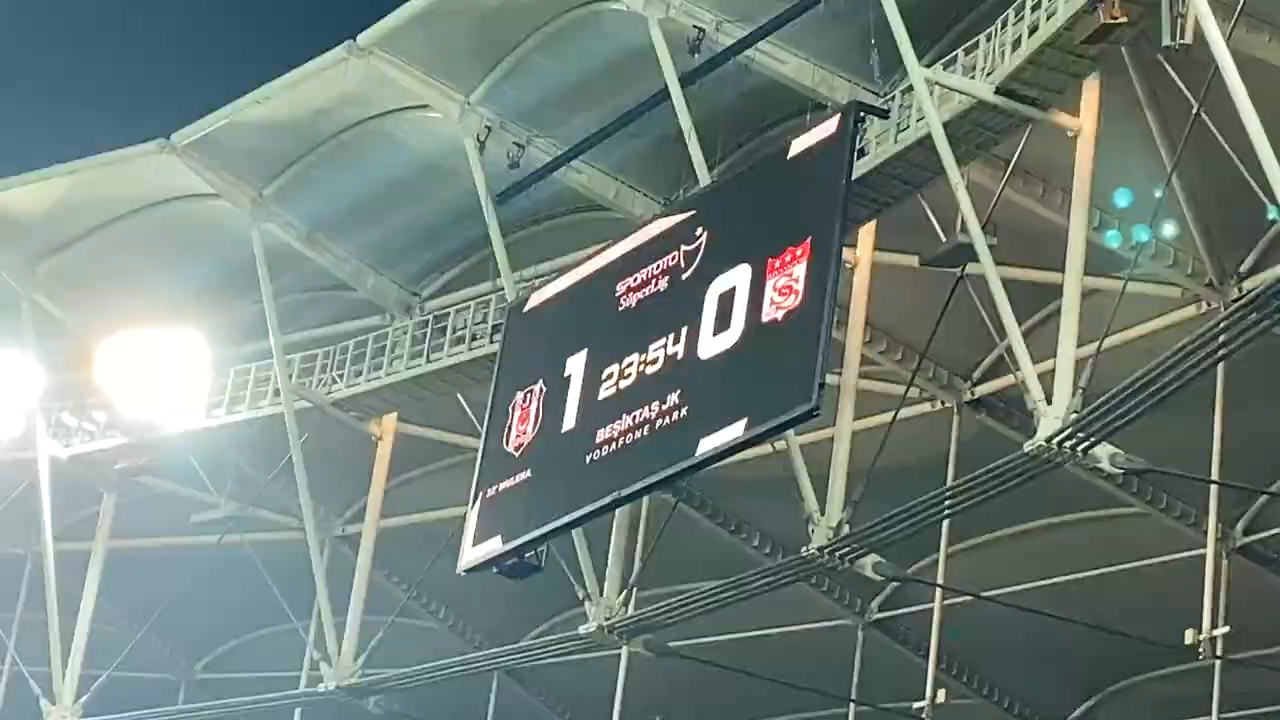 SPORTOTO
SüperLig
1 23:54 0
BEŞİKTAŞ JK
VODAFONE PARK